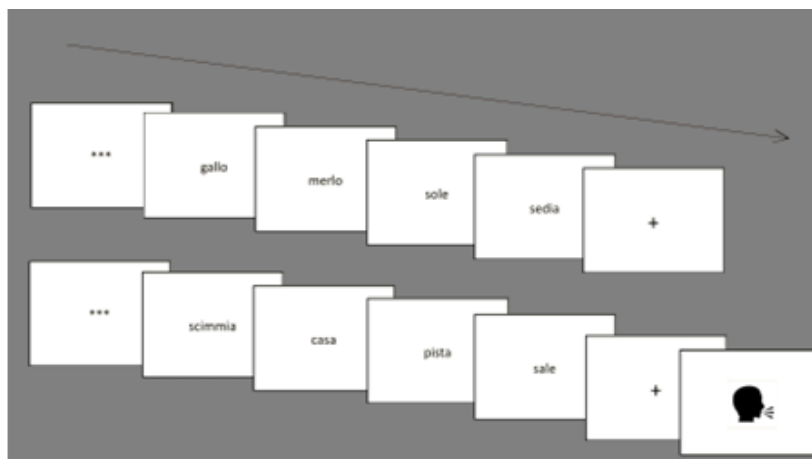 ***
gallo
merlo
sole
sedia
+
***
scimmia
casa
pista
sale
+